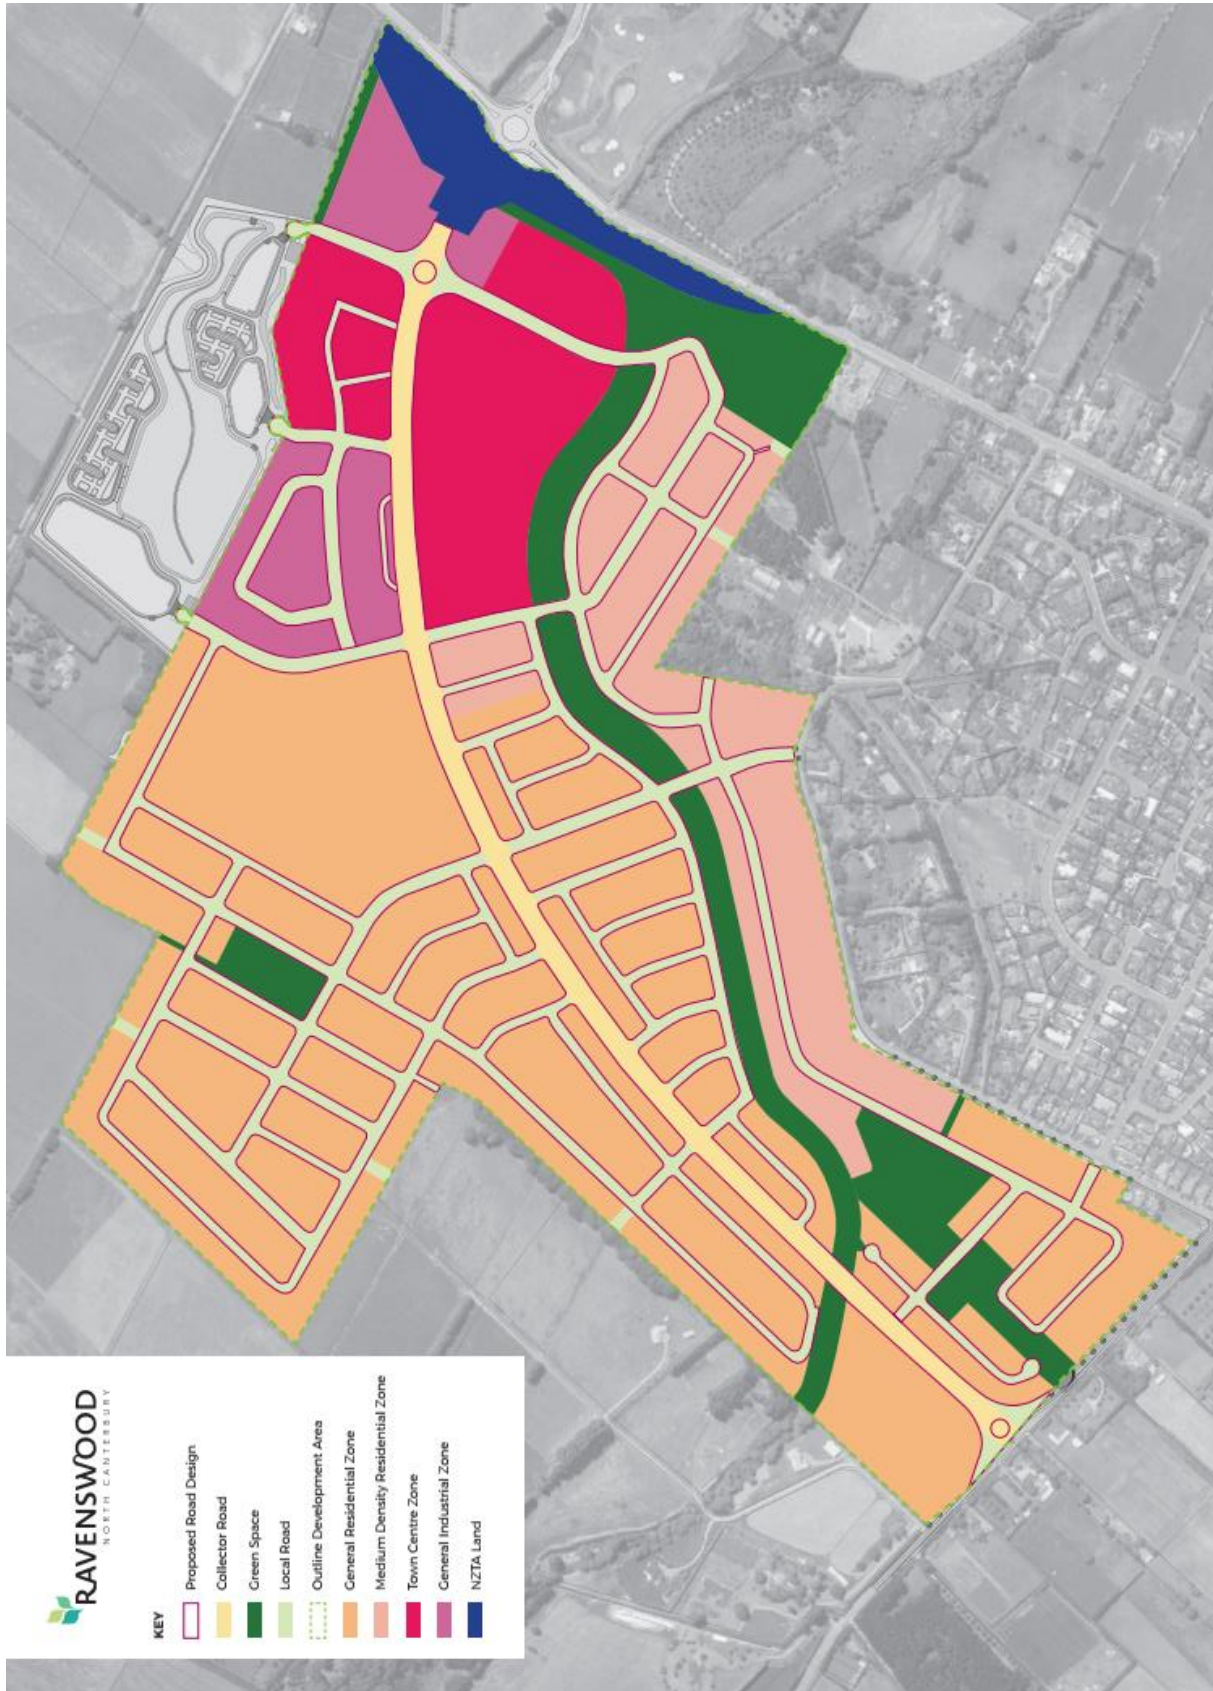 RAVENSWOOD
NORTH CANTERBURY
KEY
Proposed Road Design
Collector Road
Green Space
Local Road
Outline Development Area
General Residential Zone
Medium Density Residential Zone
Town Centre Zone
General Industrial Zone
NZTA Land